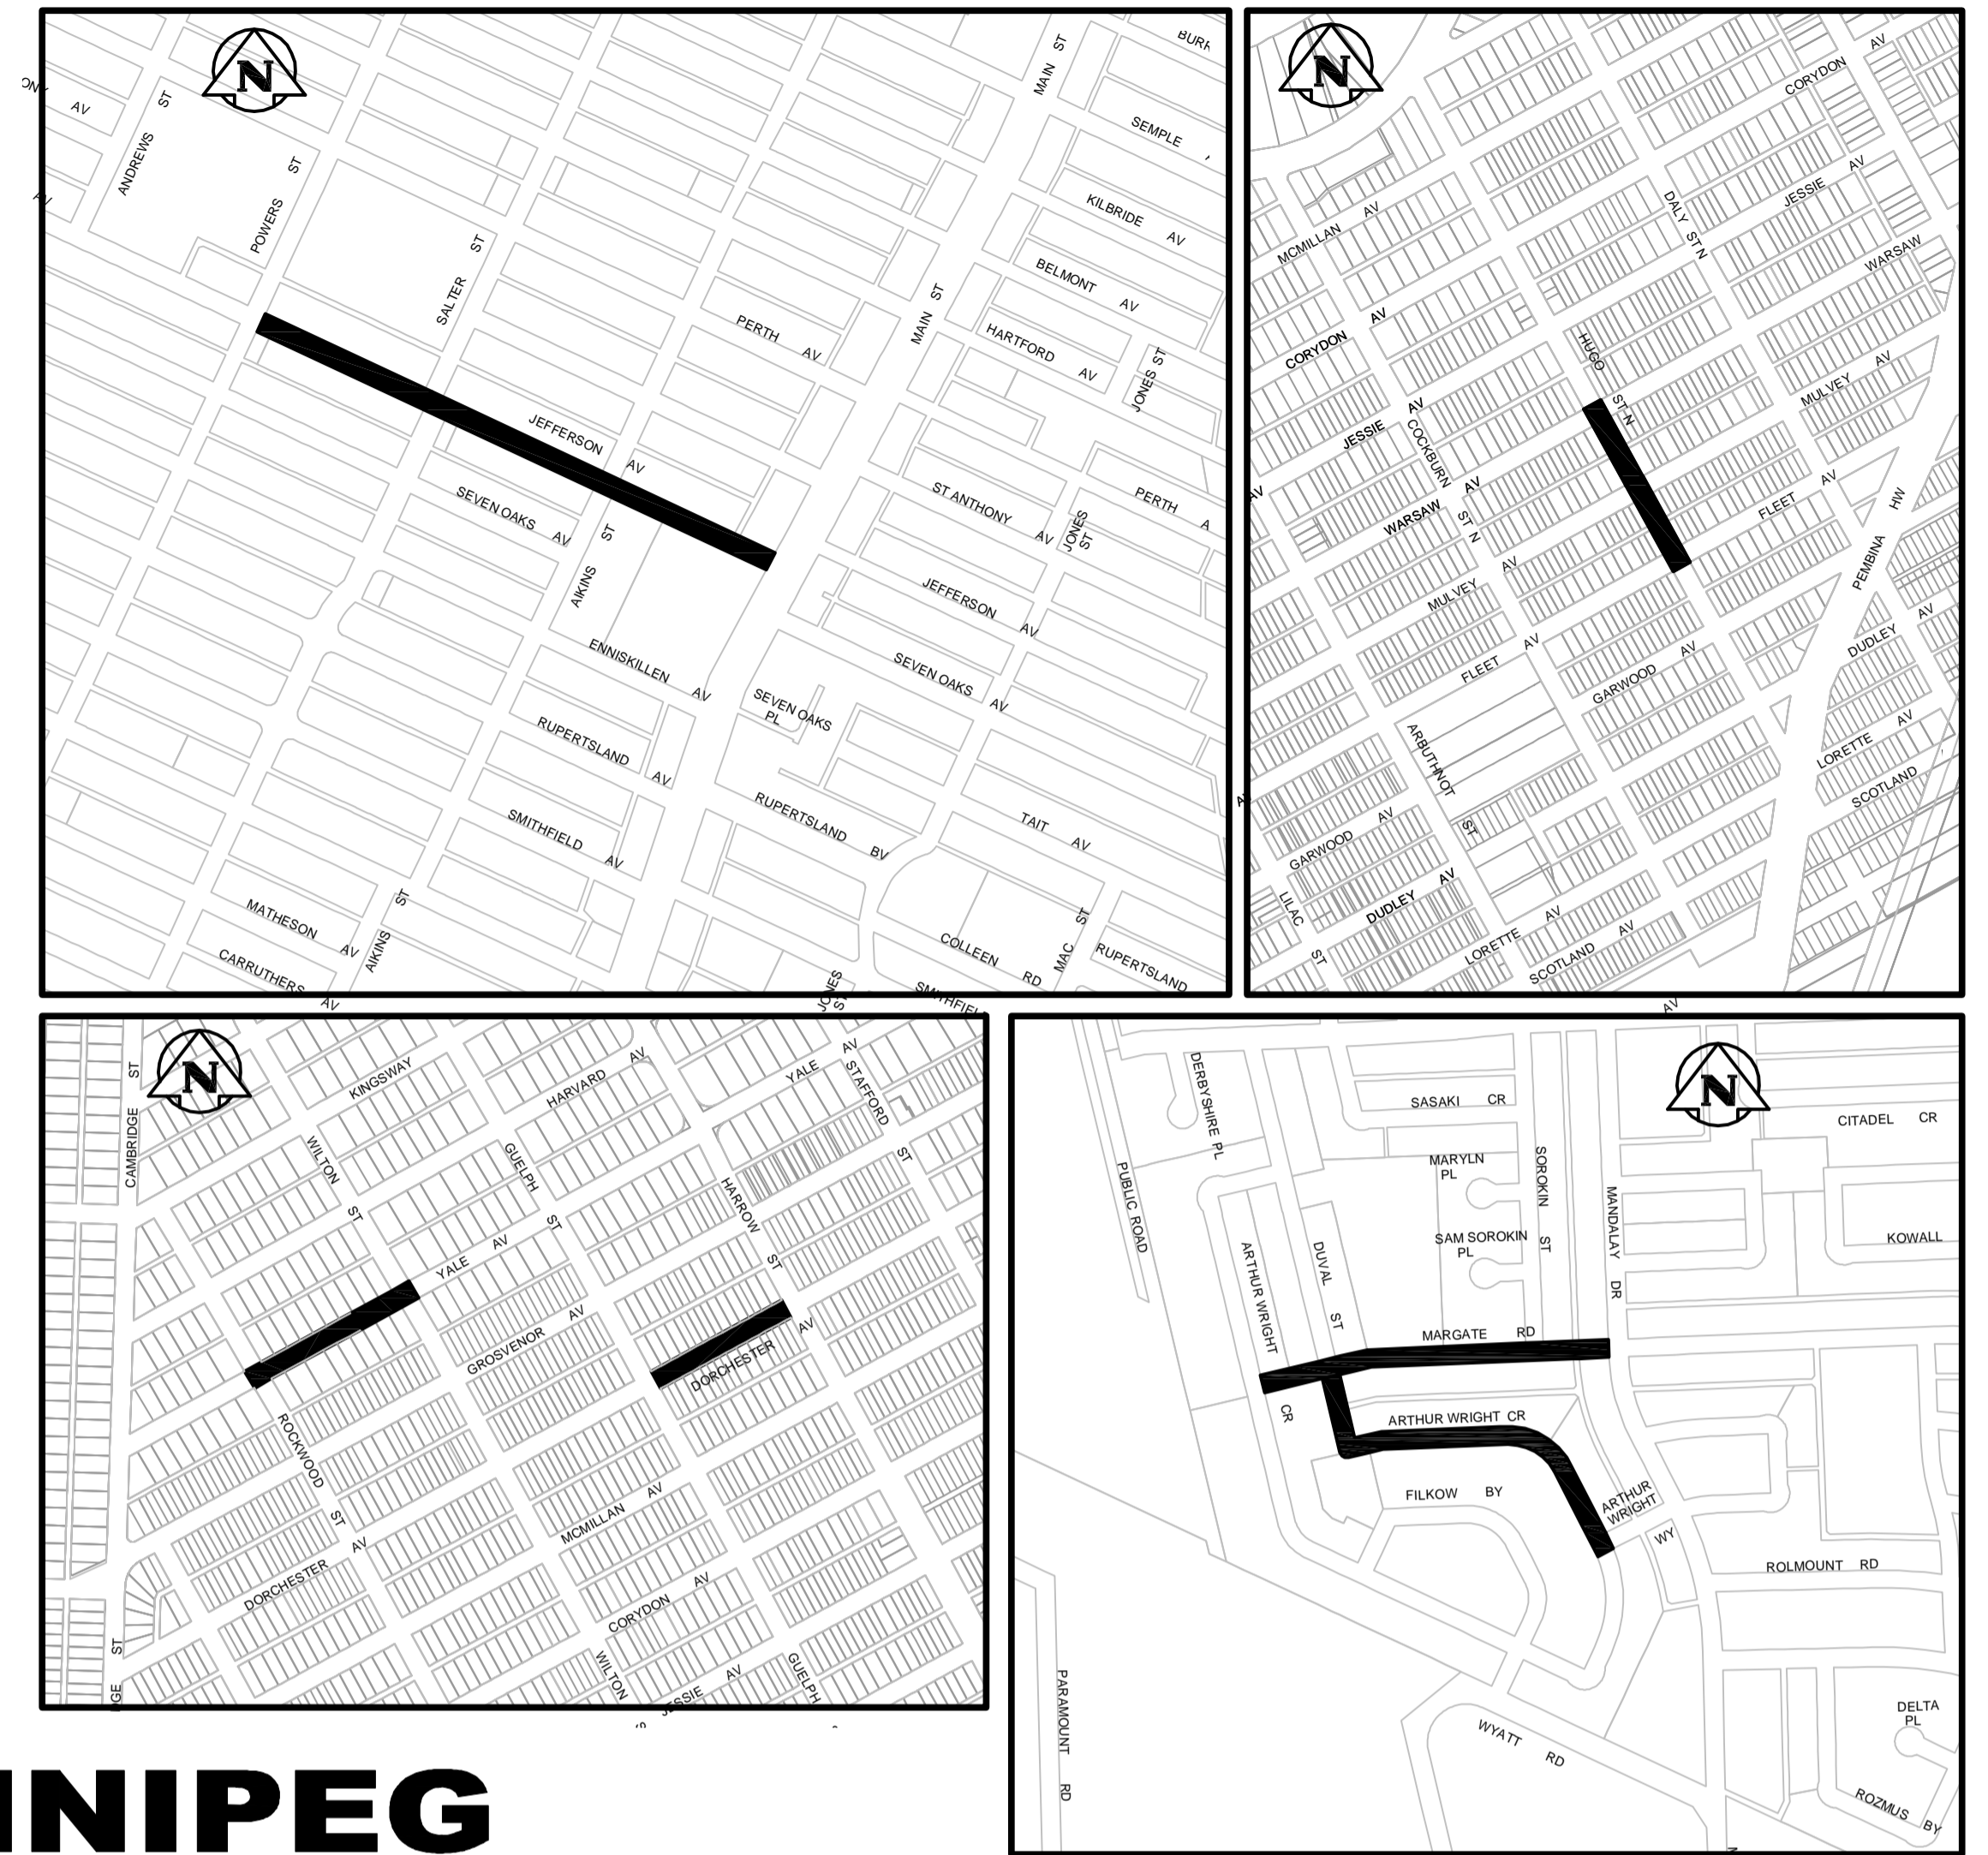 AV
ANDREWS ST
POWERS ST
SALTER ST
MAIN ST
SEMPLE
KILBRIDE AV
BELMONT AV
HARTFORD AV
JONES ST
MAIN ST
PERTH AV
JEFFERSON AV
SEVEN OAKS AV
AIKINS ST
ST ANTHONY AV
JONES
ST
PERTH A
JEFFERSON AV
ENNISKILLEN AV
SEVEN OAKS AV
SEVEN OAKS
PL
RUPERTSLAND AV
RUPERTSLAND BV
SMITHFIELD AV
TAIT AV
MATHESON AV
AIKINS ST
CARRUTHERS AV
COLLEEN RD
MAC ST
RUPERTSLAND
JONES
ST
N
CORYDON AV
MCMILLAN AV
DALY ST N
JESSIE AV
WARSAW
CORYDON AV
HUGO ST N
MULVEY AV
JESSIE AV
COCKBURN ST N
WARSAW AV
FLEET AV
PEMBINA HW
MULVEY AV
FLEET AV
GARWOOD AV
DUDLEY AV
ARBUTHNOT ST
LORETTE AV
SCOTLAND
GARWOOD AV
DUDLEY AV
LILAC ST
LORETTE AV
SCOTLAND AV
AV
N
CAMBRIDGE ST
KINGSWAY
HARVARD AV
YALE AV
STAFFORD ST
WILTON ST
GUELPH ST
HARROW ST
YALE AV
GROSVENOR AV
DORCHESTER AV
ROCKWOOD ST
MCMILLAN AV
DORCHESTER AV
CORYDON AV
ST
WILTON
JESSIE AV
GUELPH
N
DERBYSHIRE PL
SASAKI CR
CITADEL CR
PUBLIC ROAD
MARYLN
PL
SOROKIN ST
MANDALAY DR
ARTHUR WRIGHT CR
DUVAL ST
SAM SOROKIN
PL
KOWALL
MARGATE RD
ARTHUR WRIGHT CR
FILKOW BY
ARTHUR
WRIGHT WY
ROLMOUNT RD
PARAMOUNT RD
WYATT RD
DELTA
PL
ROZMUS BY
N
NNIPEG